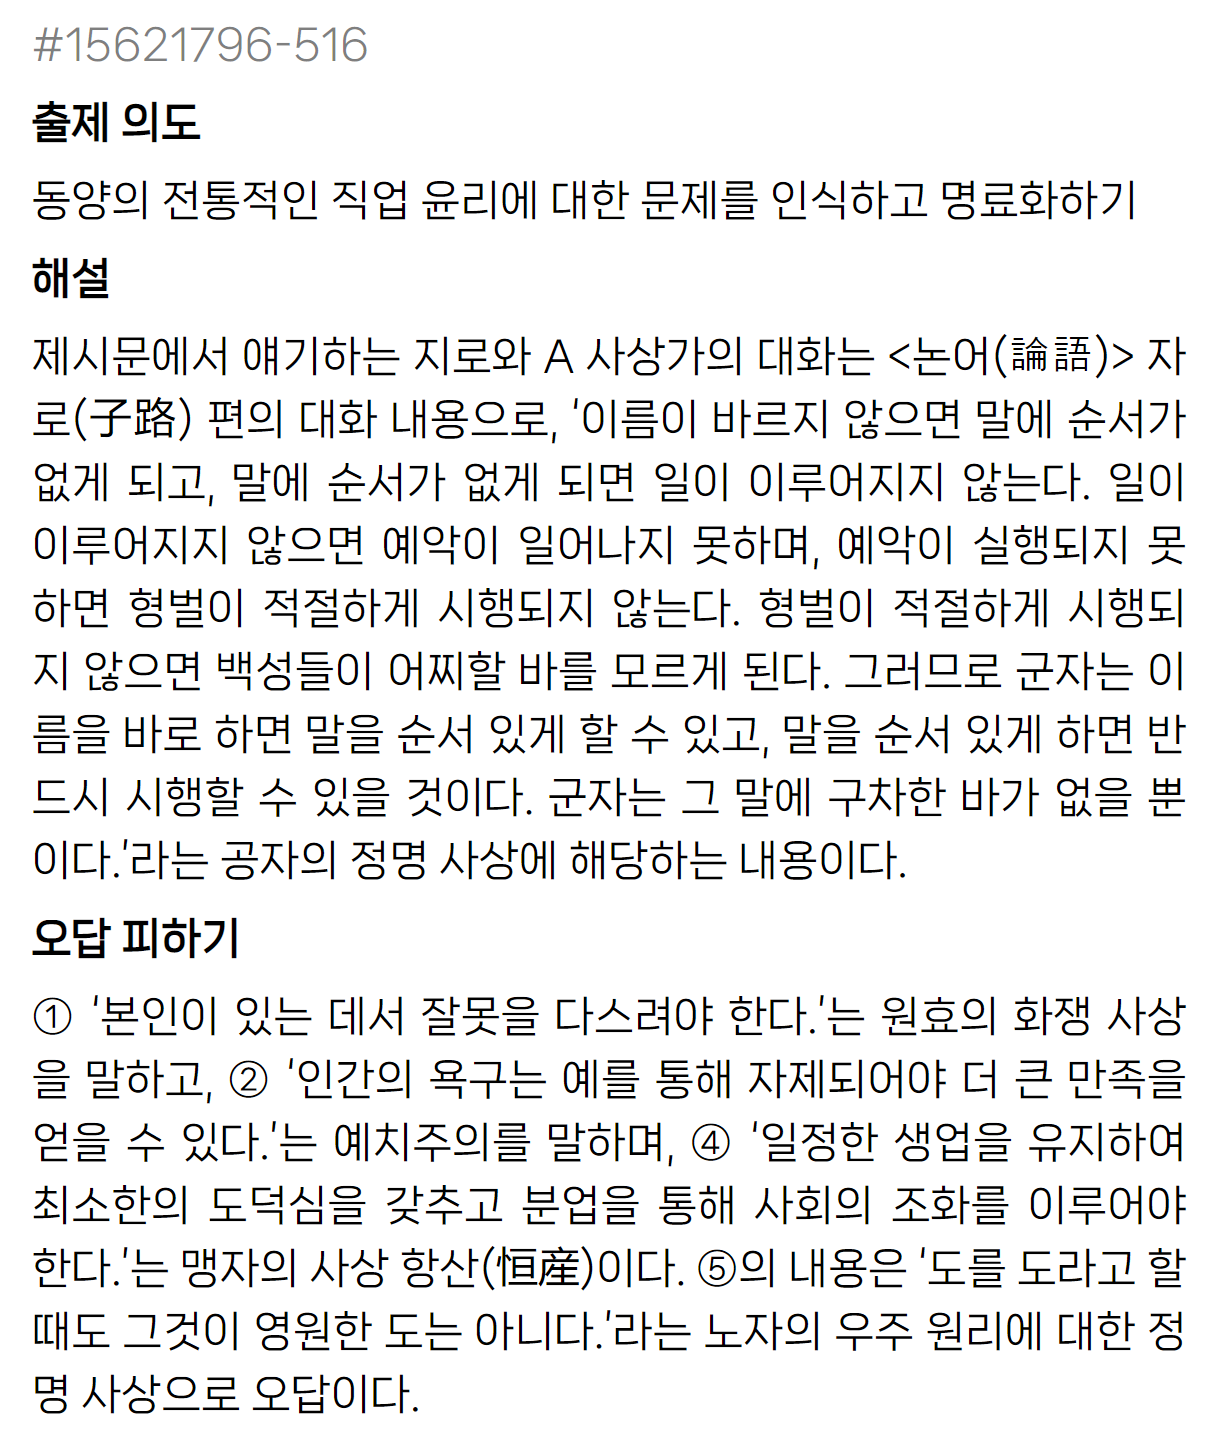 #15621796-516
출제 의도
동양의 전통적인 직업 윤리에 대한 문제를 인식하고 명료화하기
해설
제시문에서 얘기하는 지로와 A 사상가의 대화는 <논어(論語)> 자
로(子路) 편의 대화 내용으로, '이름이 바르지 않으면 말에 순서가
없게 되고, 말에 순서가 없게 되면 일이 이루어지지 않는다. 일이
이루어지지 않으면 예악이 일어나지 못하며, 예악이 실행되지 못
하면 형벌이 적절하게 시행되지 않는다. 형벌이 적절하게 시행되
지 않으면 백성들이 어찌할 바를 모르게 된다. 그러므로 군자는 이
름을 바로 하면 말을 순서 있게 할 수 있고, 말을 순서 있게 하면 반
드시 시행할 수 있을 것이다. 군자는 그 말에 구차한 바가 없을 뿐
이다.'라는 공자의 정명 사상에 해당하는 내용이다.
오답 피하기
① '본인이 있는 데서 잘못을 다스려야 한다.'는 원효의 화쟁 사상
을 말하고, ② '인간의 욕구는 예를 통해 자제되어야 더 큰 만족을
얻을 수 있다.'는 예치주의를 말하며, ④ '일정한 생업을 유지하여
최소한의 도덕심을 갖추고 분업을 통해 사회의 조화를 이루어야
한다.'는 맹자의 사상 항산(恒産)이다. ⑤의 내용은 '도를 도라고 할
때도 그것이 영원한 도는 아니다.'라는 노자의 우주 원리에 대한 정
명 사상으로 오답이다.